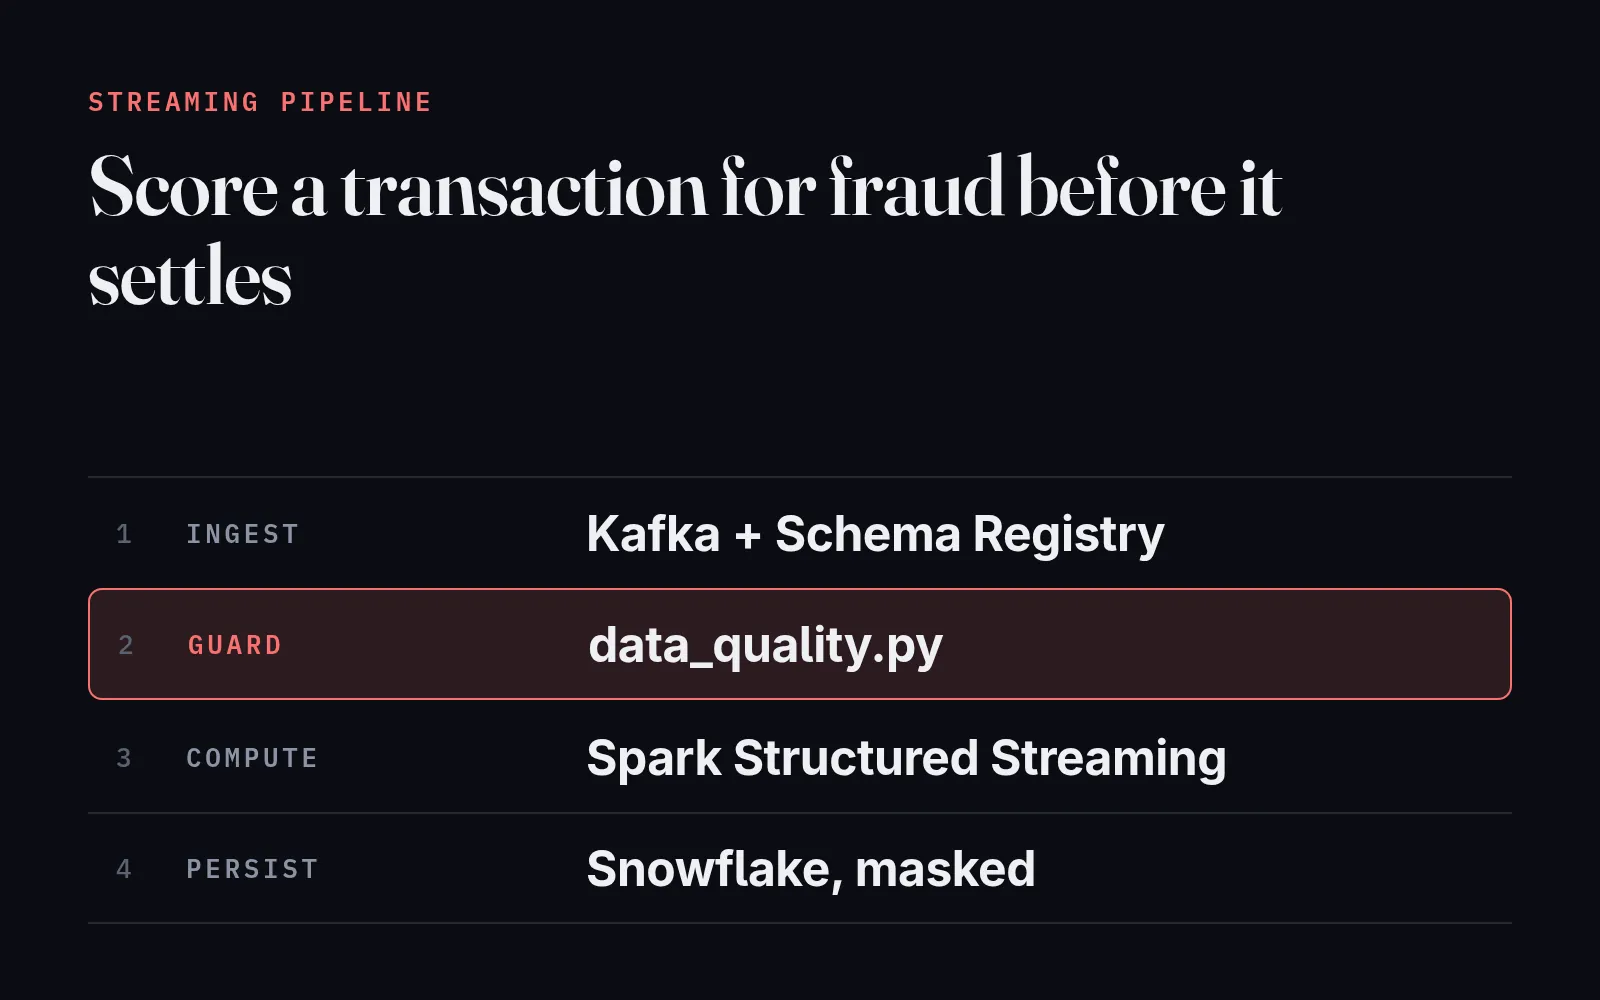 STREAMING PIPELINE
Score a transaction for fraud before it
settles
1 INGEST Kafka + Schema Registry
2 GUARD data_quality.py
3 COMPUTE Spark Structured Streaming
4 PERSIST Snowflake, masked